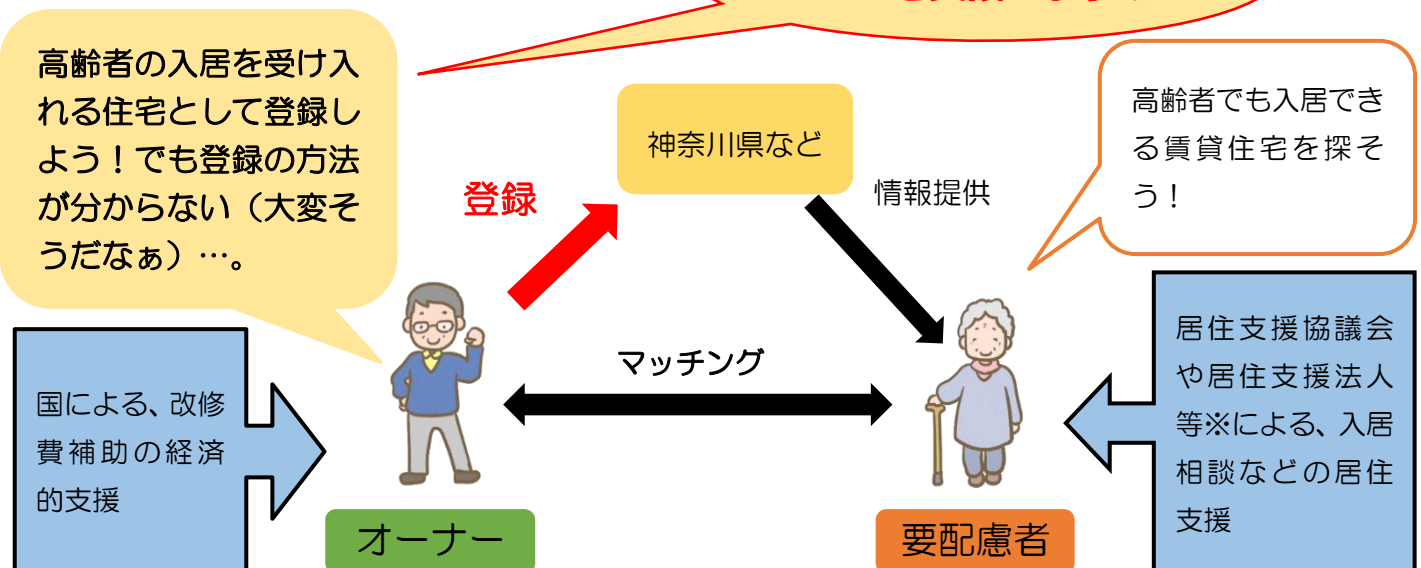 高齢者の入居を受け入
れる住宅として登録し
よう！でも登録の方法
が分からない（大変そ
うだなぁ）…。
神奈川県など
登録
情報提供
高齢者でも入居でき
る賃貸住宅を探そ
う！
マッチング
国による、改修
費補助の経済
的支援
居住支援協議会
や居住支援法人
等※による、入居
相談などの居住
支援
オーナー
要配慮者